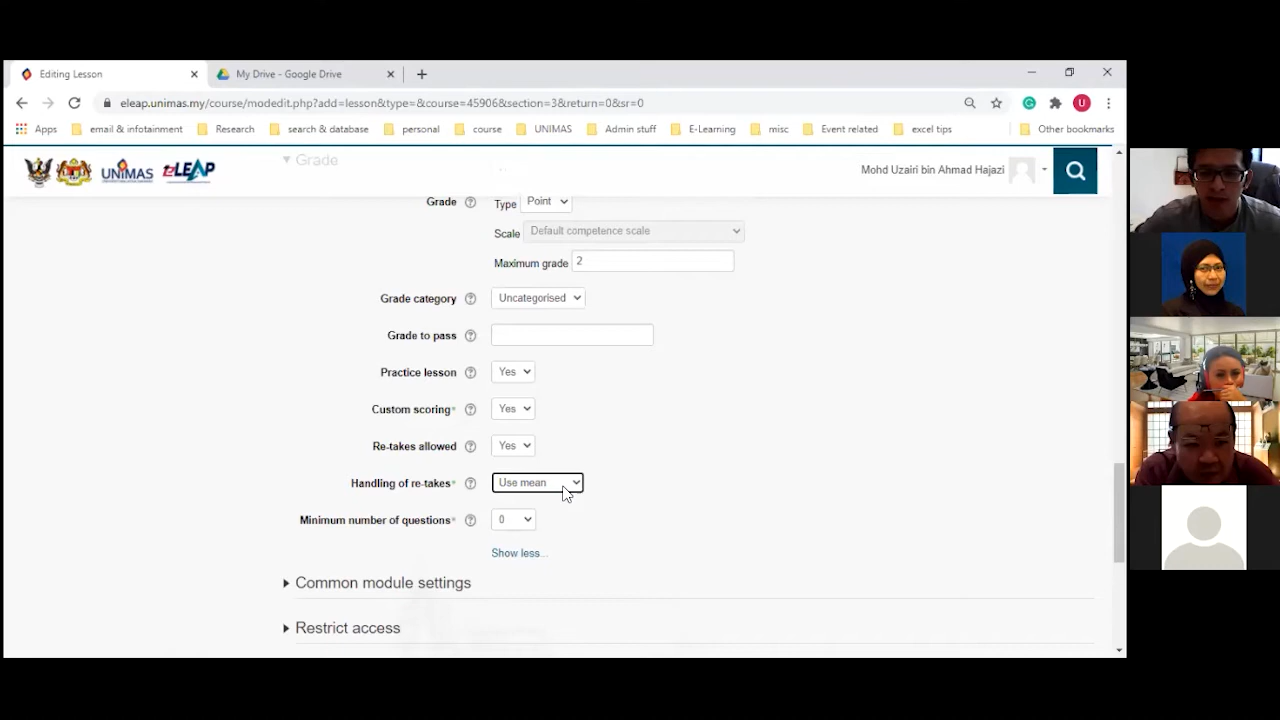 Editing Lesson
My Drive - Google Drive
eleap.unimas.my/course/modedit.php?add=lesson&type=&course=45906&section=3&return=0&sr=0
Apps email & infotainment Research search & database personal course UNIMAS Admin stuff E-Learning misc Event related excel tips Other bookmarks
UNIMAS eLEAP Mohd Uzairi bin Ahmad Hajazi
Grade
Grade Type Point
Scale Default competence scale
Maximum grade 2
Grade category Uncategorised
Grade to pass
Practice lesson Yes
Custom scoring* Yes
Re-takes allowed Yes
Handling of re-takes* Use mean
Minimum number of questions* 0
Show less...
Common module settings
Restrict access